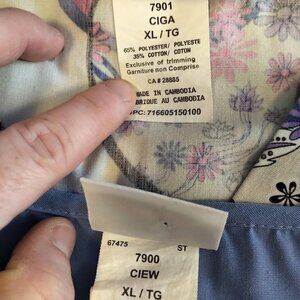 7901
CIGA
XL / TG
65% POLYESTER/ POLYESTE
35% COTTON/ COTON
Exclusive of trimming
Garniture non Comprise
CA # 28885
MADE IN CAMBODIA
FABRIQUE AU CAMBODIA
UPC: 716605150100
67475 ST
7900
CIEW
XL / TG